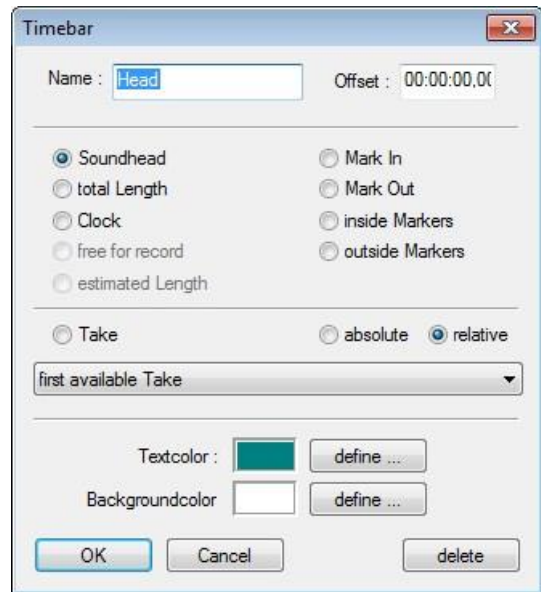 Timebar
Name : Head Offset : 00:00:00,00
Soundhead Mark In
total Length Mark Out
Clock inside Markers
free for record outside Markers
estimated Length
Take absolute relative
first available Take
Textcolor : define ...
Backgroundcolor define ...
OK Cancel delete